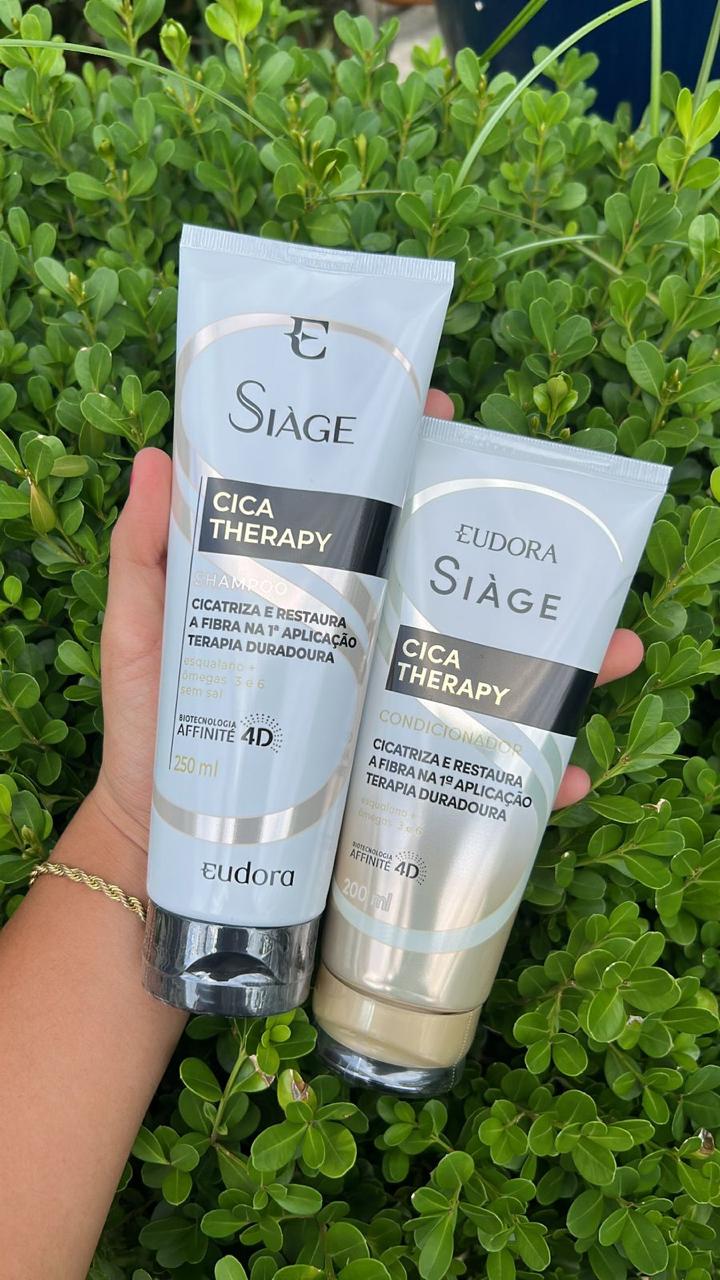 E
SIÀGE
CICA
THERAPY
SHAMPOO
CICATRIZA E RESTAURA
A FIBRA NA 1ª APLICAÇÃO
TERAPIA DURADOURA
esqualano +
ômegas 3 e 6
sem sal
BIOTECNOLOGIA
AFFINITÉ 4D
250 ml
Eudora
EUDORA
SIÀGE
CICA
THERAPY
CONDICIONADOR
CICATRIZA E RESTAURA
A FIBRA NA 1ª APLICAÇÃO
TERAPIA DURADOURA
esqualano +
ômegas 3 e 6
BIOTECNOLOGIA
AFFINITÉ 4D
200 ml